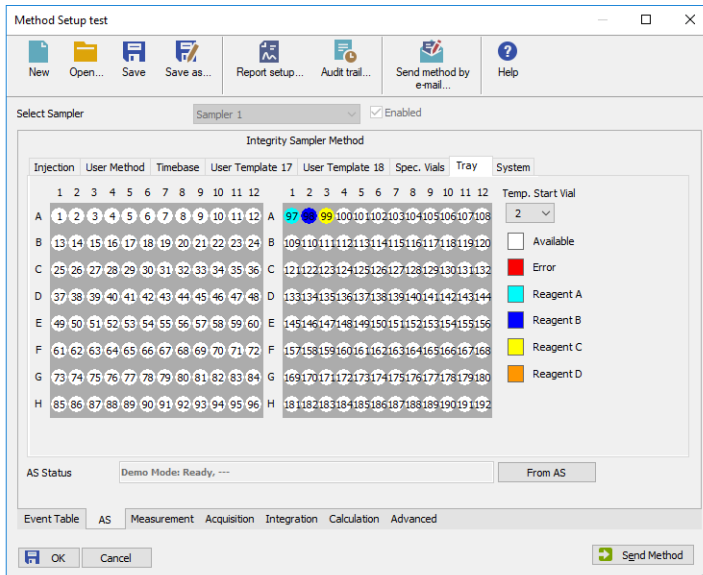 Method Setup test
New Open... Save Save as... Report setup... Audit trail... Send method by e-mail... Help
Select Sampler Sampler 1 Enabled
Integrity Sampler Method
Injection User Method Timebase User Template 17 User Template 18 Spec. Vials Tray System
1 2 3 4 5 6 7 8 9 10 11 12 1 2 3 4 5 6 7 8 9 10 11 12 Temp. Start Vial
A 1 2 3 4 5 6 7 8 9 10 11 12 A 97 98 99 100 101 102 103 104 105 106 107 108 2
B 13 14 15 16 17 18 19 20 21 22 23 24 B 109 110 111 112 113 114 115 116 117 118 119 120 Available
C 25 26 27 28 29 30 31 32 33 34 35 36 C 121 122 123 124 125 126 127 128 129 130 131 132 Error
D 37 38 39 40 41 42 43 44 45 46 47 48 D 133 134 135 136 137 138 139 140 141 142 143 144 Reagent A
E 49 50 51 52 53 54 55 56 57 58 59 60 E 145 146 147 148 149 150 151 152 153 154 155 156 Reagent B
F 61 62 63 64 65 66 67 68 69 70 71 72 F 157 158 159 160 161 162 163 164 165 166 167 168 Reagent C
G 73 74 75 76 77 78 79 80 81 82 83 84 G 169 170 171 172 173 174 175 176 177 178 179 180 Reagent D
H 85 86 87 88 89 90 91 92 93 94 95 96 H 181 182 183 184 185 186 187 188 189 190 191 192
AS Status Demo Mode: Ready, --- From AS
Event Table AS Measurement Acquisition Integration Calculation Advanced
OK Cancel Send Method